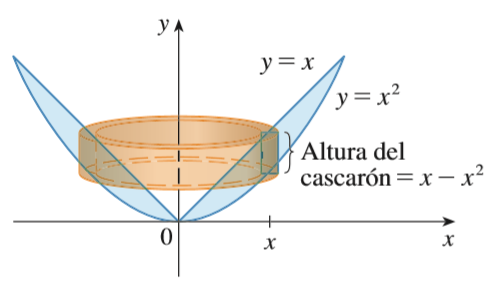 y
y = x
y = x²
Altura del
cascarón = x − x²
0
x
x